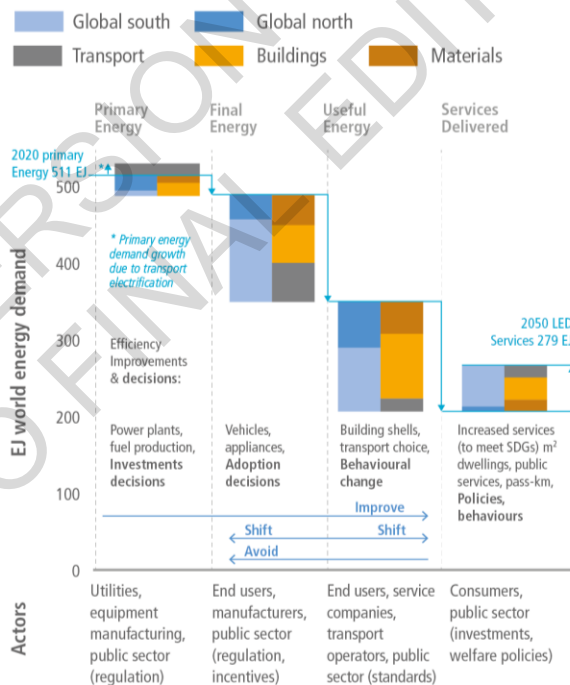 Global south
Global north
Transport
Buildings
Materials
Primary
Energy
Final
Energy
Useful
Energy
Services
Delivered
2020 primary
Energy 511 EJ
*
500
400
300
200
100
0
EJ world energy demand
* Primary energy
demand growth
due to transport
electrification
Efficiency
Improvements
& decisions:
2050 LED
Services 279 E
Power plants,
fuel production,
Investments
decisions
Vehicles,
appliances,
Adoption
decisions
Building shells,
transport choice,
Behavioural
change
Increased services
(to meet SDGs) m²
dwellings, public
services, pass-km,
Policies,
behaviours
Improve
Shift
Shift
Avoid
Actors
Utilities,
equipment
manufacturing,
public sector
(regulation)
End users,
manufacturers,
public sector
(regulation,
incentives)
End users, service
companies,
transport
operators, public
sector (standards)
Consumers,
public sector
(investments,
welfare policies)